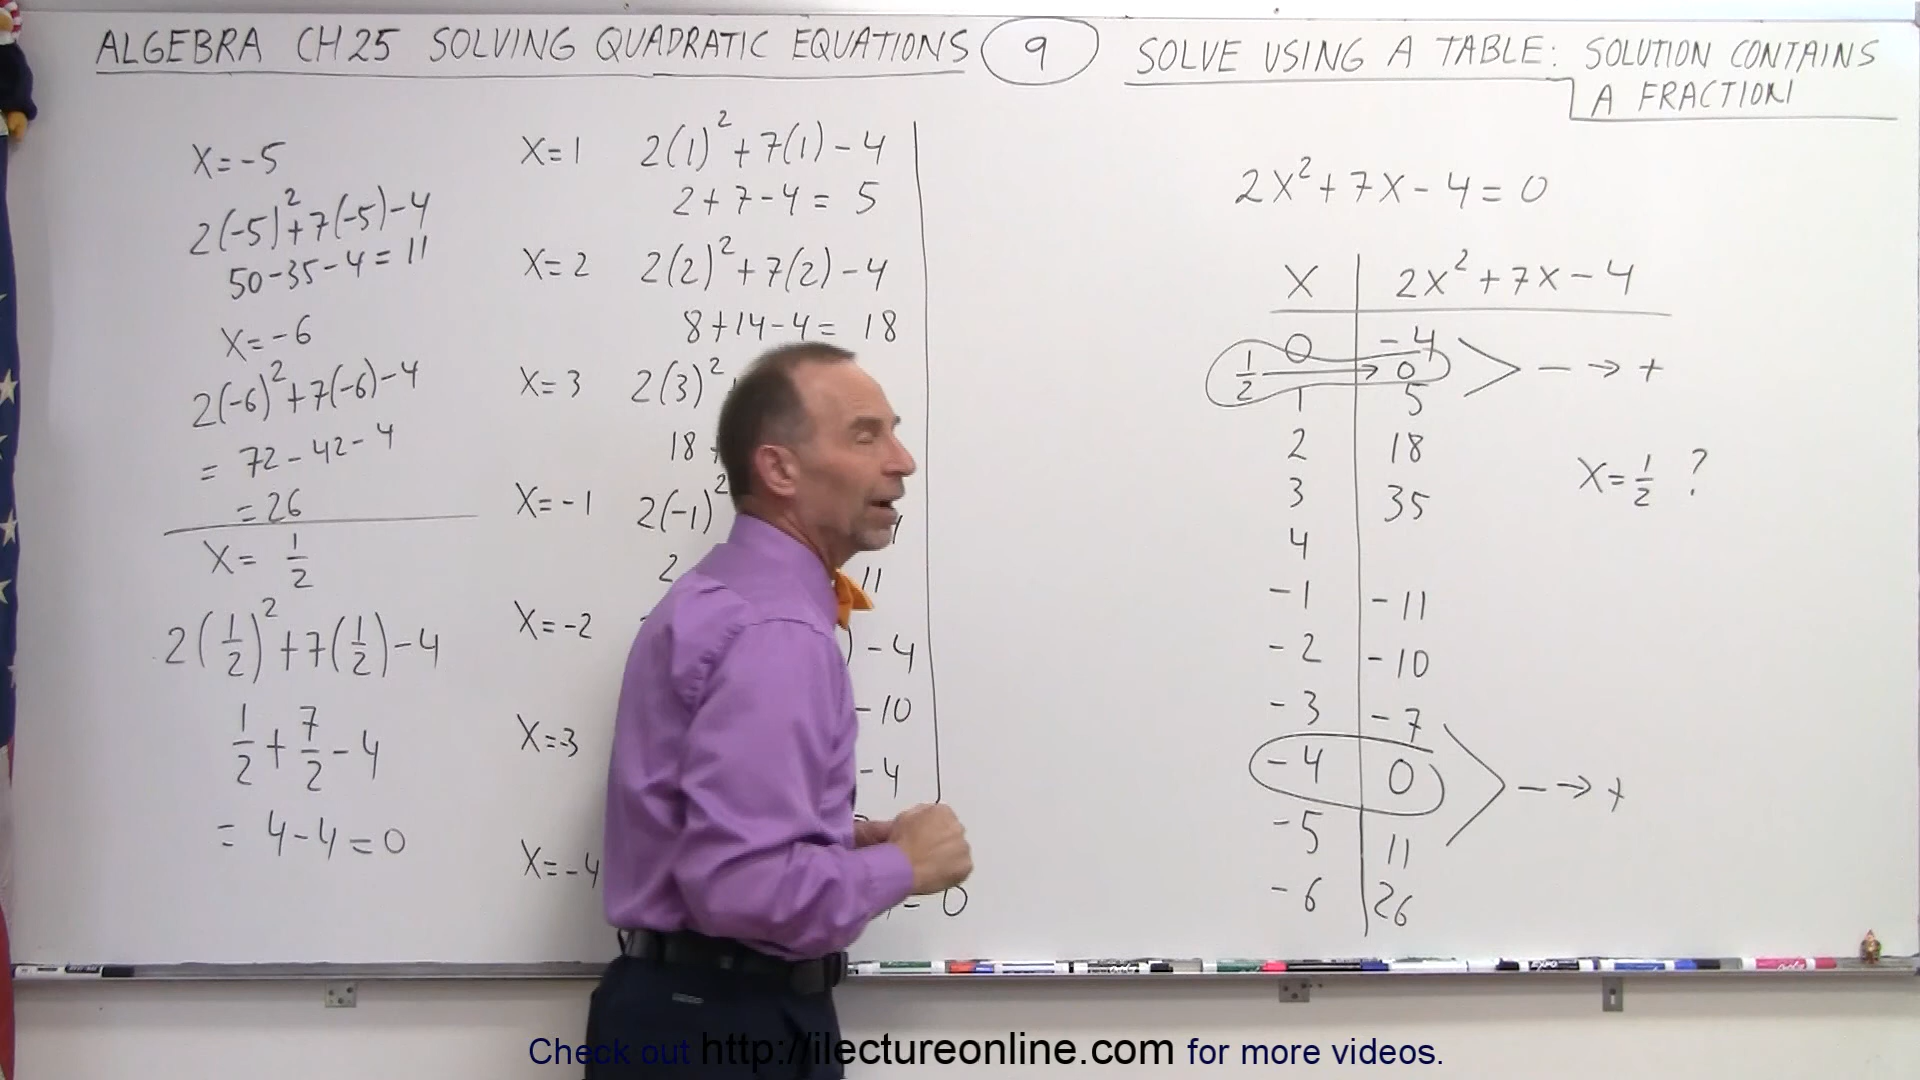 ALGEBRA CH25 SOLVING QUADRATIC EQUATIONS 9 SOLVE USING A TABLE: SOLUTION CONTAINS
A FRACTION!
X=-5
2(-5)²+7(-5)-4
50-35-4=11
X=-6
2(-6)²+7(-6)-4
= 72-42-4
=26
X= 1/2
2(1/2)²+7(1/2)-4
1/2+7/2-4
= 4-4=0
X=1 2(1)²+7(1)-4
2+7-4= 5
X=2 2(2)²+7(2)-4
8+14-4= 18
X=3 2(3)²
18
X=-1 2(-1)²
2 11
X=-2 )-4
-10
X=-3 -4
X=-4
= 0
2X²+7X-4=0
X 2X²+7X-4
0 -4
1/2 → 0 - → +
1 5
2 18
X=1/2 ?
3 35
4
-1 -11
-2 -10
-3 -7
-4 0 - → +
-5 11
-6 26
Check out http://ilectureonline.com for more videos.